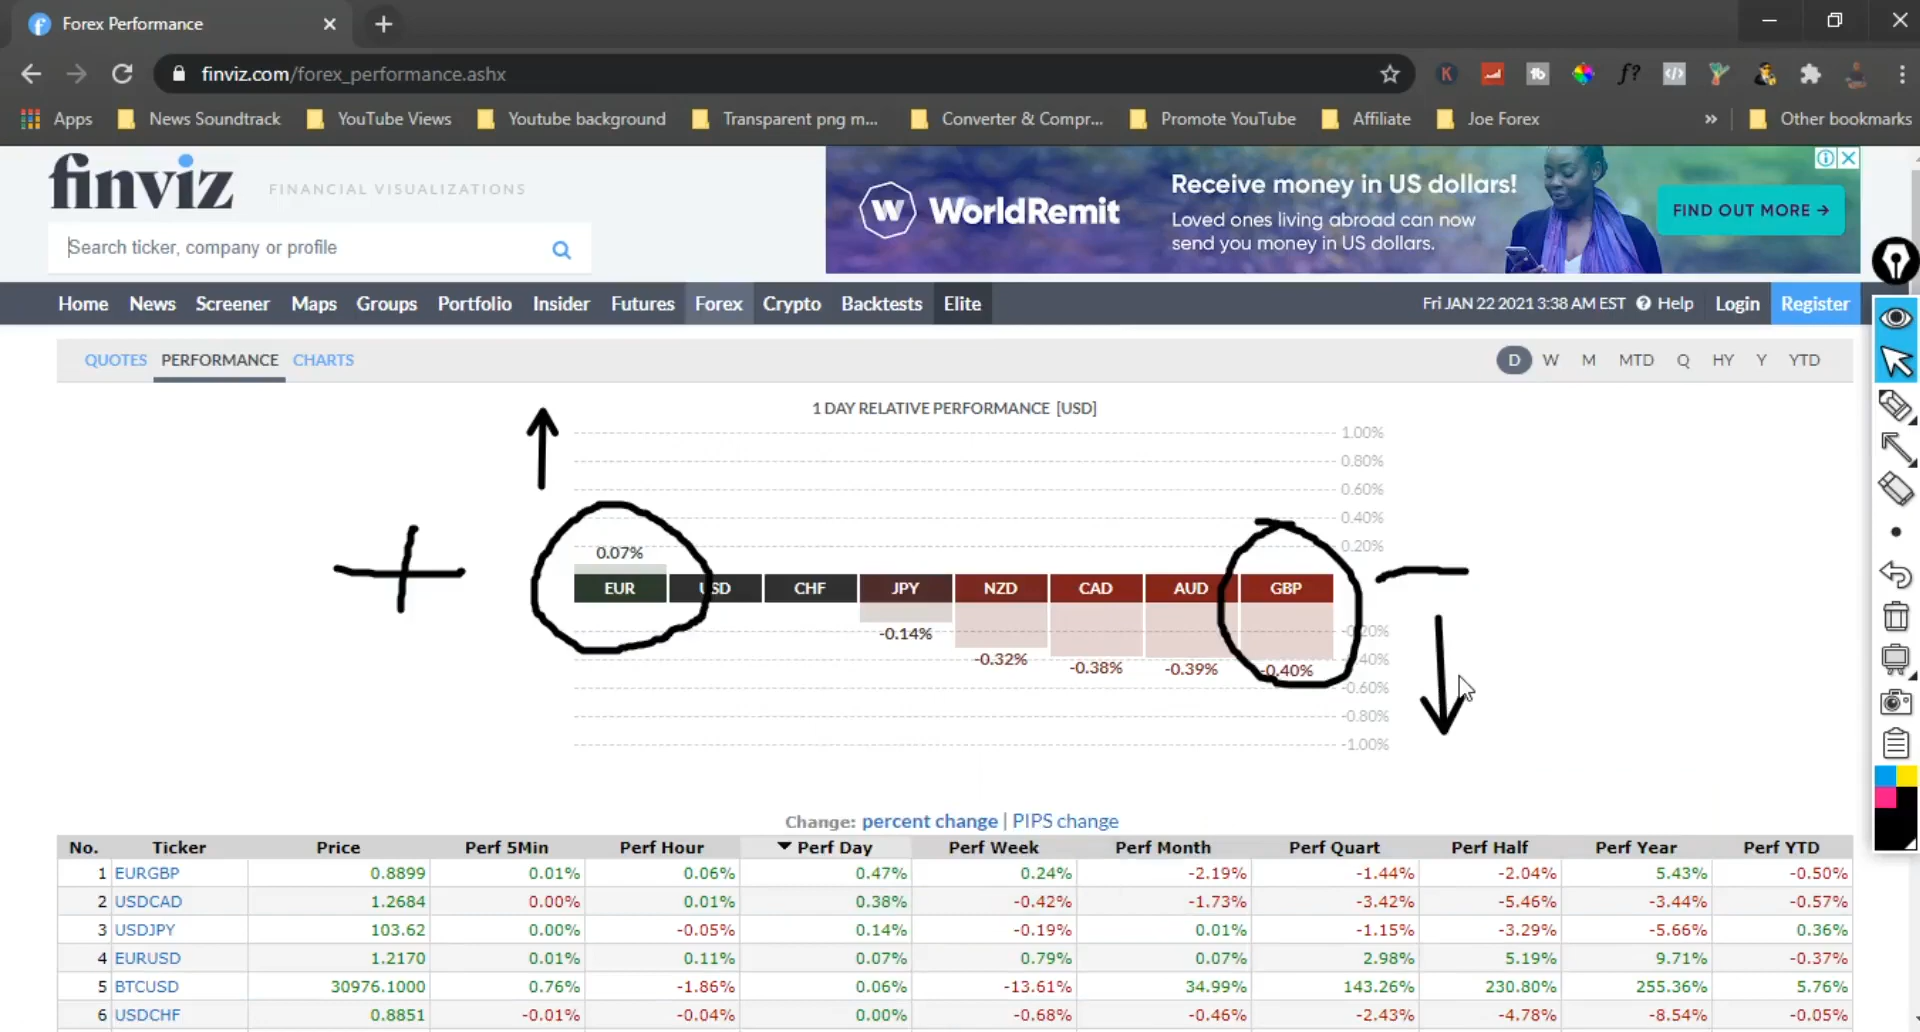 Forex Performance
finviz.com/forex_performance.ashx
Apps News Soundtrack YouTube Views Youtube background Transparent png m... Converter & Compr... Promote YouTube Affiliate Joe Forex » Other bookmarks
finviz FINANCIAL VISUALIZATIONS
Search ticker, company or profile
W WorldRemit
Receive money in US dollars!
Loved ones living abroad can now
send you money in US dollars.
FIND OUT MORE →
Home News Screener Maps Groups Portfolio Insider Futures Forex Crypto Backtests Elite Fri JAN 22 2021 3:38 AM EST Help Login Register
QUOTES PERFORMANCE CHARTS D W M MTD Q HY Y YTD
1 DAY RELATIVE PERFORMANCE [USD]
1.00%
0.80%
0.60%
0.40%
0.20%
0.07%
EUR USD CHF JPY NZD CAD AUD GBP
-0.20%
-0.14%
-0.32% -0.38% -0.39% -0.40%
-0.60%
-0.80%
-1.00%
Change: percent change | PIPS change
No. Ticker Price Perf 5Min Perf Hour Perf Day Perf Week Perf Month Perf Quart Perf Half Perf Year Perf YTD
1 EURGBP 0.8899 0.01% 0.06% 0.47% 0.24% -2.19% -1.44% -2.04% 5.43% -0.50%
2 USDCAD 1.2684 0.00% 0.01% 0.38% -0.42% -1.73% -3.42% -5.46% -3.44% -0.57%
3 USDJPY 103.62 0.00% -0.05% 0.14% -0.19% 0.01% -1.15% -3.29% -5.66% 0.36%
4 EURUSD 1.2170 0.01% 0.11% 0.07% 0.79% 0.07% 2.98% 5.19% 9.71% -0.37%
5 BTCUSD 30976.1000 0.76% -1.86% 0.06% -13.61% 34.99% 143.26% 230.80% 255.36% 5.76%
6 USDCHF 0.8851 -0.01% -0.04% 0.00% -0.68% -0.46% -2.43% -4.78% -8.54% -0.05%